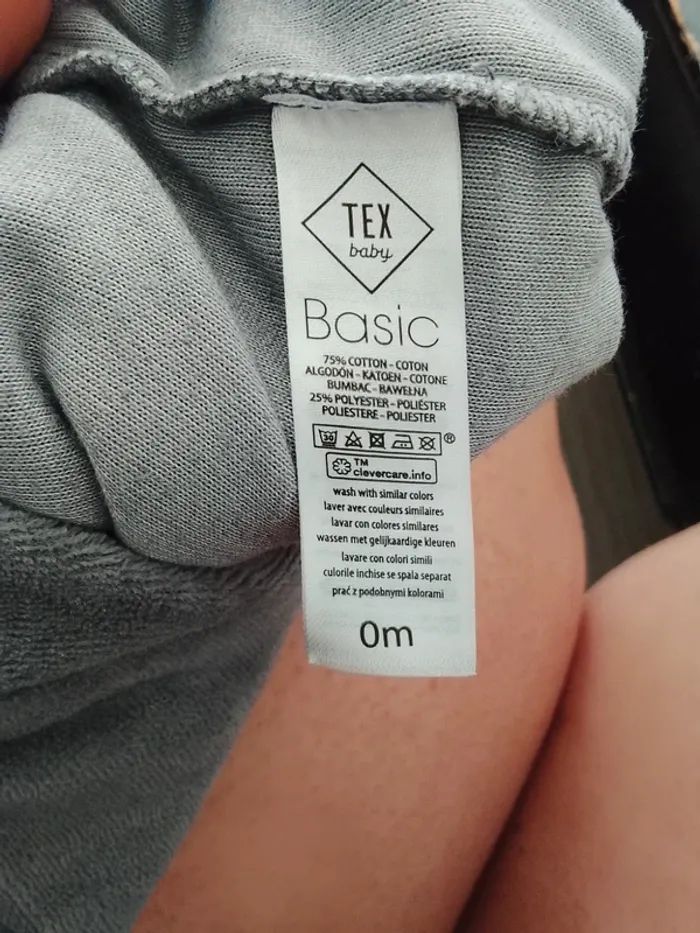 TEX
baby
Basic
75% COTTON - COTON
ALGODÓN - KATOEN - COTONE
BUMBAC - BAWEŁNA
25% POLYESTER - POLIÉSTER
POLIESTERE - POLIESTER
30
®
TM
clevercare.info
wash with similar colors
laver avec couleurs similaires
lavar con colores similares
wassen met gelijkaardige kleuren
lavare con colori simili
culorile inchise se spala separat
prać z podobnymi kolorami
0m